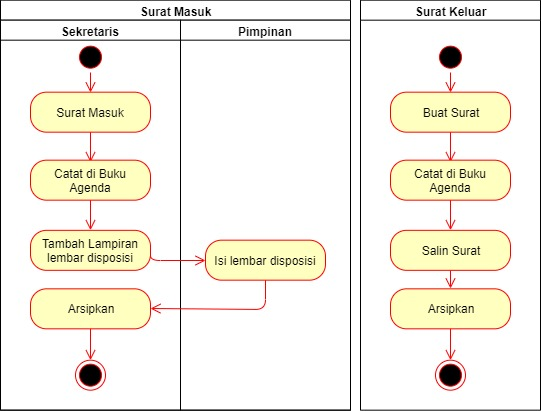 Surat Masuk
Sekretaris
Pimpinan
Surat Masuk
Catat di Buku
Agenda
Tambah Lampiran
lembar disposisi
Isi lembar disposisi
Arsipkan
Surat Keluar
Buat Surat
Catat di Buku
Agenda
Salin Surat
Arsipkan